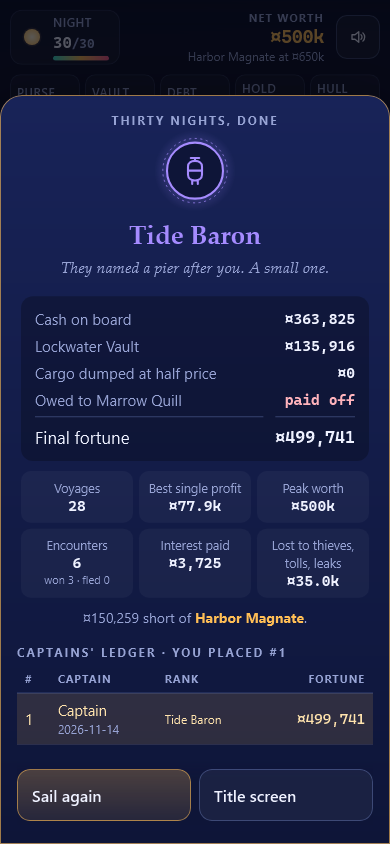 NIGHT
30/30
NET WORTH
¤500k
Harbor Magnate at ¤650k
PURSE
VAULT
DEBT
HOLD
HULL
THIRTY NIGHTS, DONE
Tide Baron
They named a pier after you. A small one.
Cash on board ¤363,825
Lockwater Vault ¤135,916
Cargo dumped at half price ¤0
Owed to Marrow Quill paid off
Final fortune ¤499,741
Voyages
28
Best single profit
¤77.9k
Peak worth
¤500k
Encounters
6
won 3 · fled 0
Interest paid
¤3,725
Lost to thieves,
tolls, leaks
¤35.0k
¤150,259 short of Harbor Magnate.
CAPTAINS' LEDGER · YOU PLACED #1
# CAPTAIN RANK FORTUNE
1 Captain Tide Baron ¤499,741
2026-11-14
Sail again
Title screen